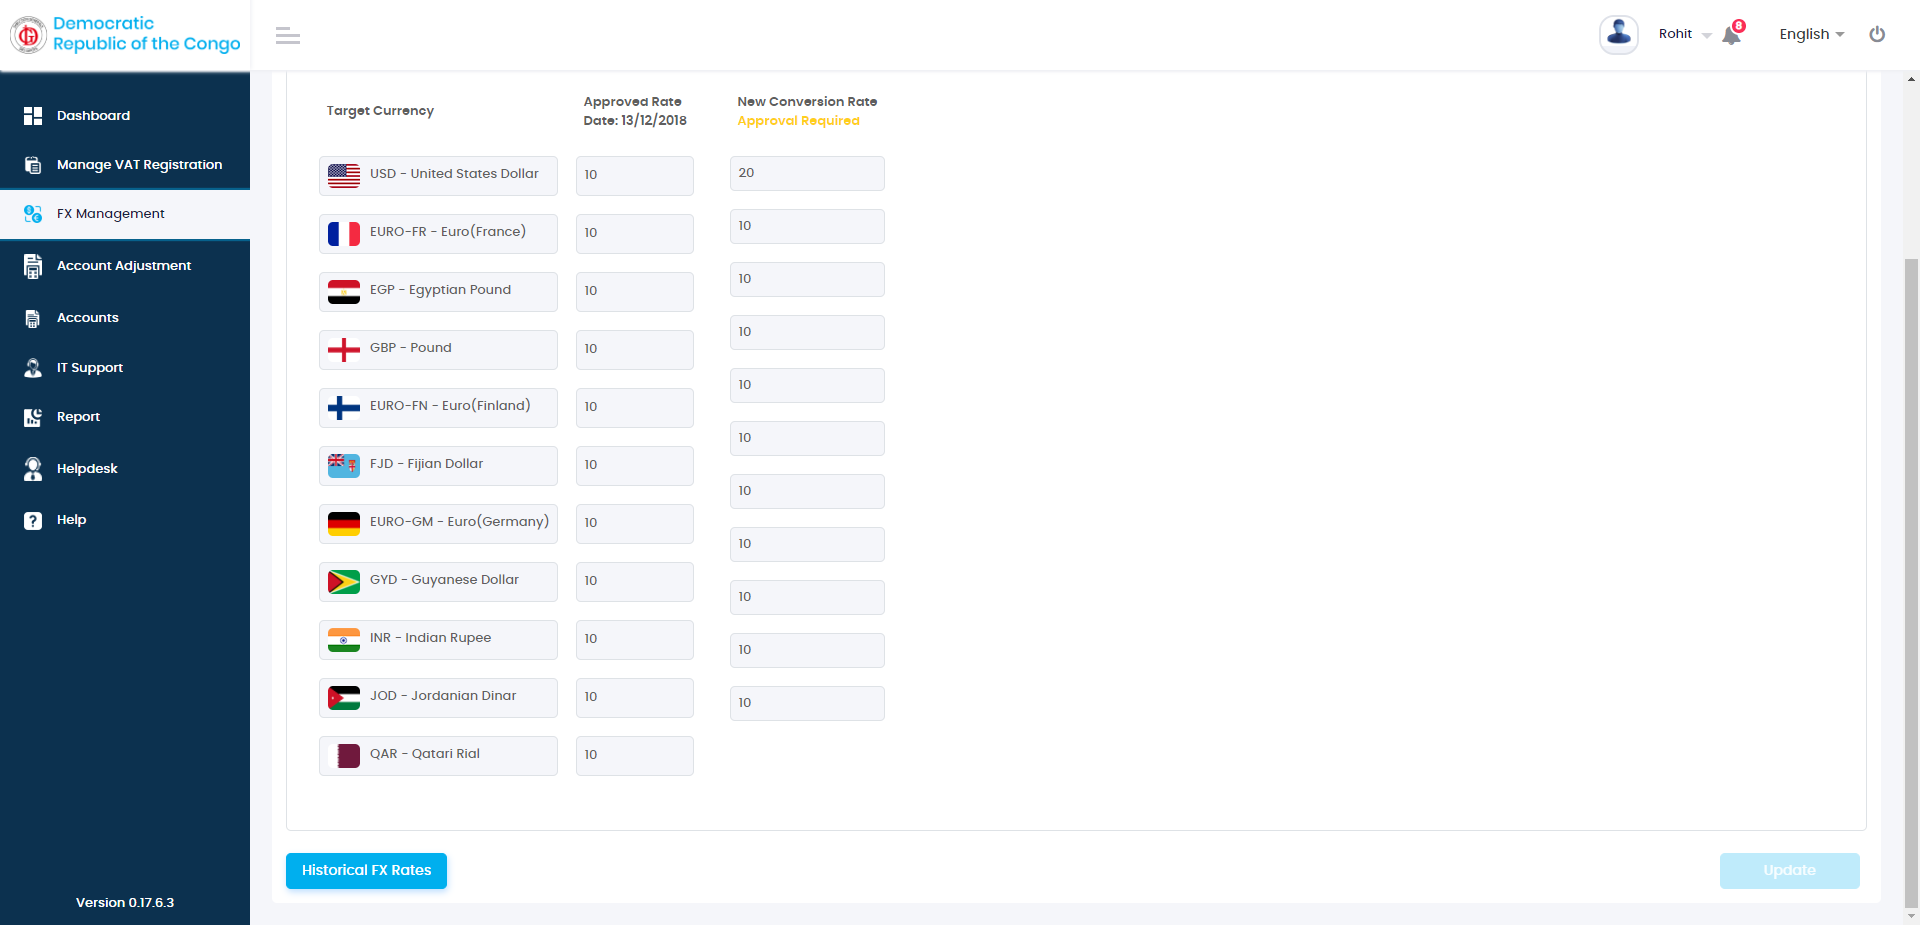 Democratic
Republic of the Congo
Rohit
8
English
Dashboard
Manage VAT Registration
FX Management
Account Adjustment
Accounts
IT Support
Report
Helpdesk
Help
Version 0.17.6.3
Target Currency
Approved Rate
Date: 13/12/2018
New Conversion Rate
Approval Required
USD - United States Dollar
10
20
EURO-FR - Euro(France)
10
10
EGP - Egyptian Pound
10
10
GBP - Pound
10
10
EURO-FN - Euro(Finland)
10
10
FJD - Fijian Dollar
10
10
EURO-GM - Euro(Germany)
10
10
GYD - Guyanese Dollar
10
10
INR - Indian Rupee
10
10
JOD - Jordanian Dinar
10
10
QAR - Qatari Rial
10
10
Historical FX Rates
Update